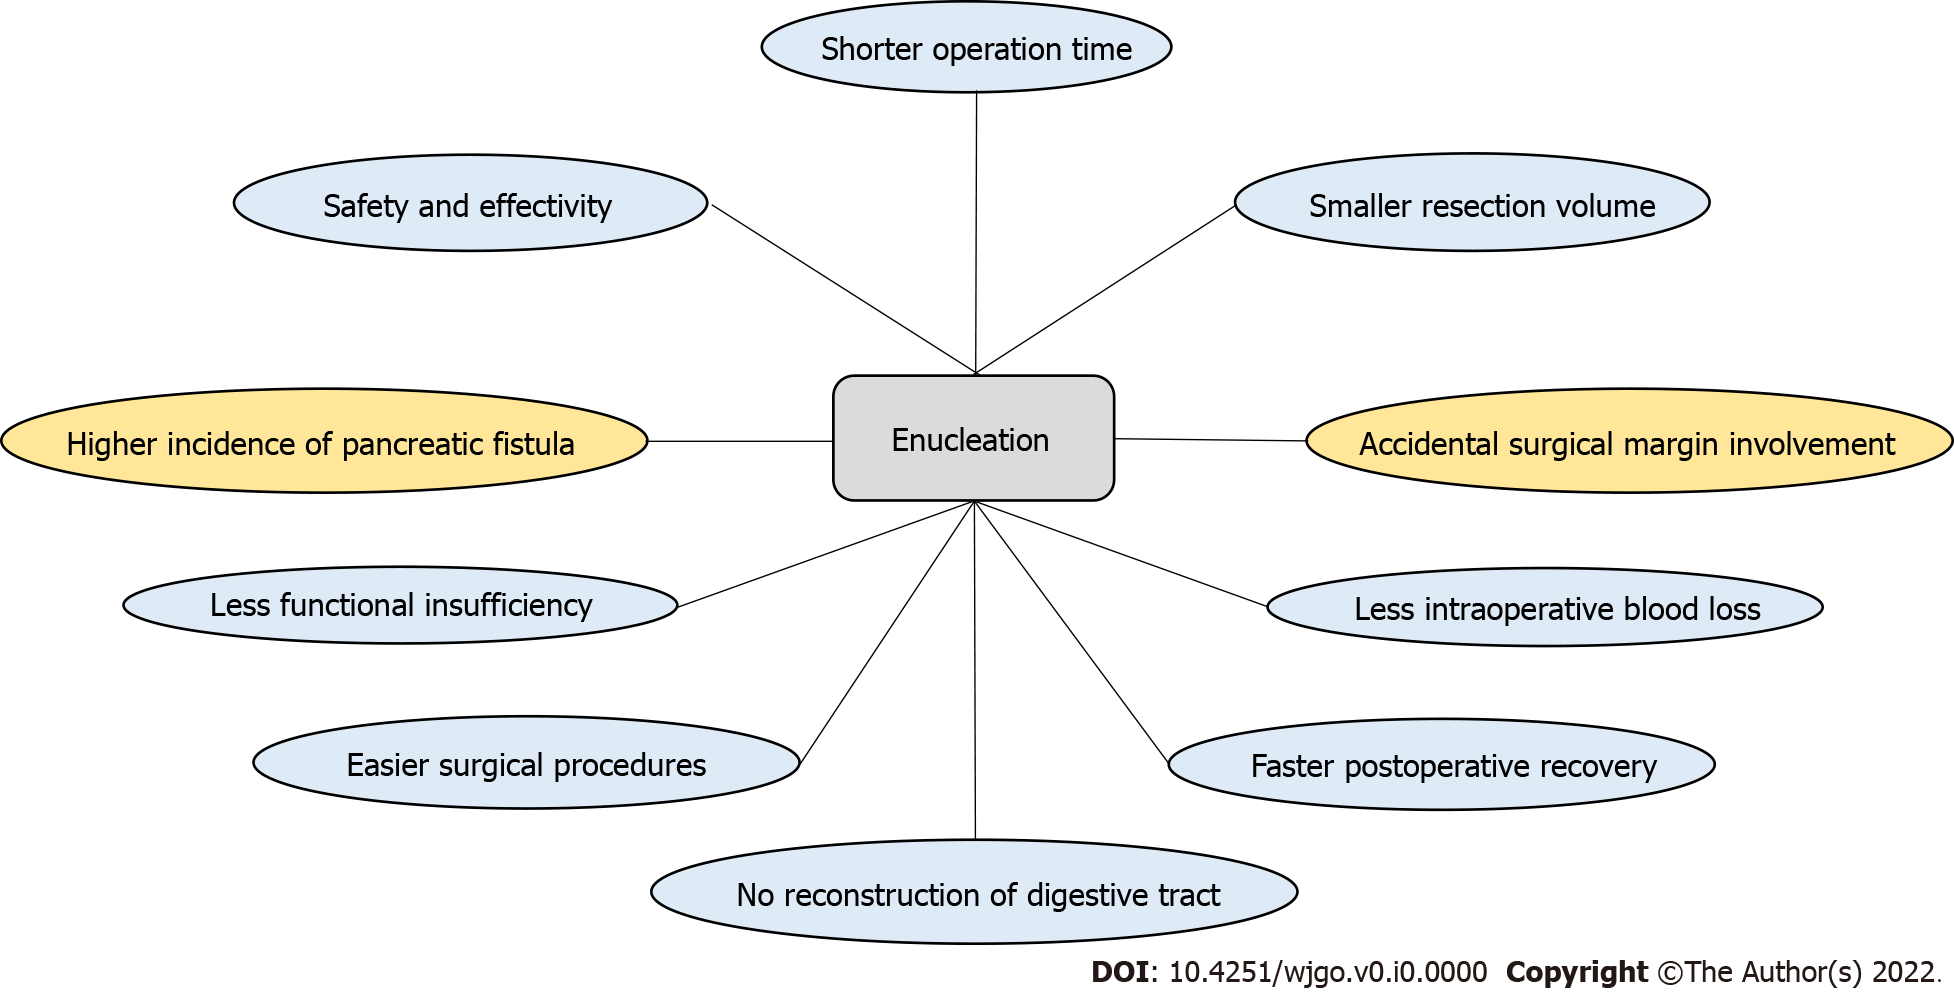 Shorter operation time
Safety and effectivity
Smaller resection volume
Higher incidence of pancreatic fistula
Enucleation
Accidental surgical margin involvement
Less functional insufficiency
Less intraoperative blood loss
Easier surgical procedures
Faster postoperative recovery
No reconstruction of digestive tract
DOI: 10.4251/wjgo.v0.i0.0000 Copyright ©The Author(s) 2022.